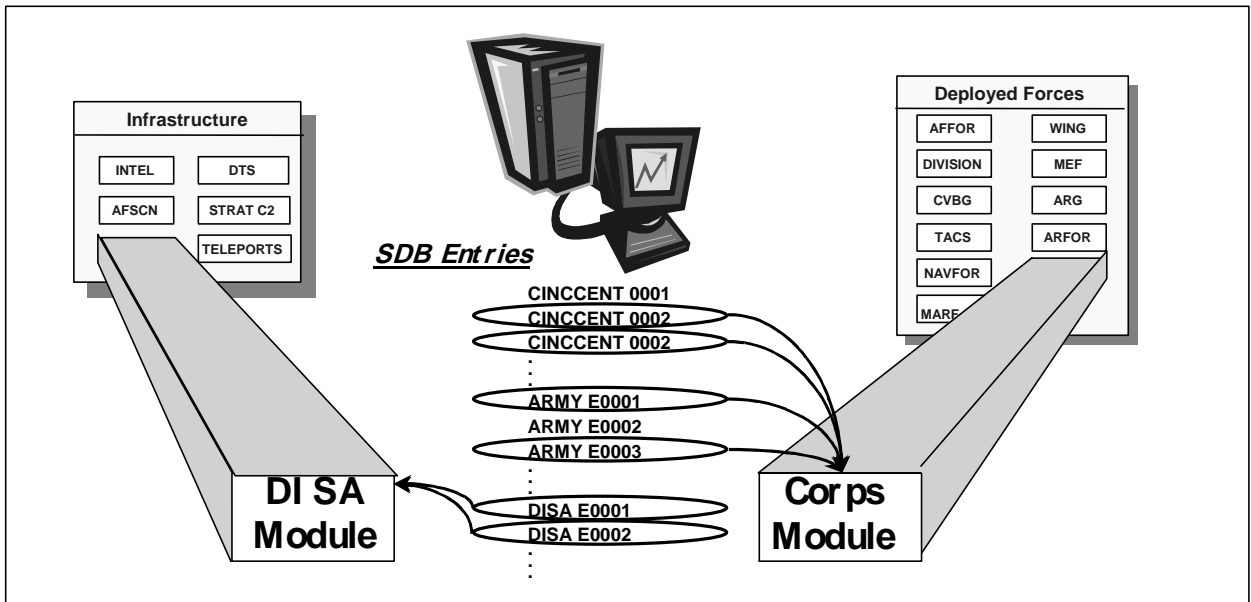 Infrastructure
INTEL
DTS
AFSCN
STRAT C2
TELEPORTS
SDB Entries
CINCCENT 0001
CINCCENT 0002
CINCCENT 0002
ARMY E0001
ARMY E0002
ARMY E0003
DISA E0001
DISA E0002
Deployed Forces
AFFOR
WING
DIVISION
MEF
CVBG
ARG
TACS
ARFOR
NAVFOR
DISA
Module
Corps
Module